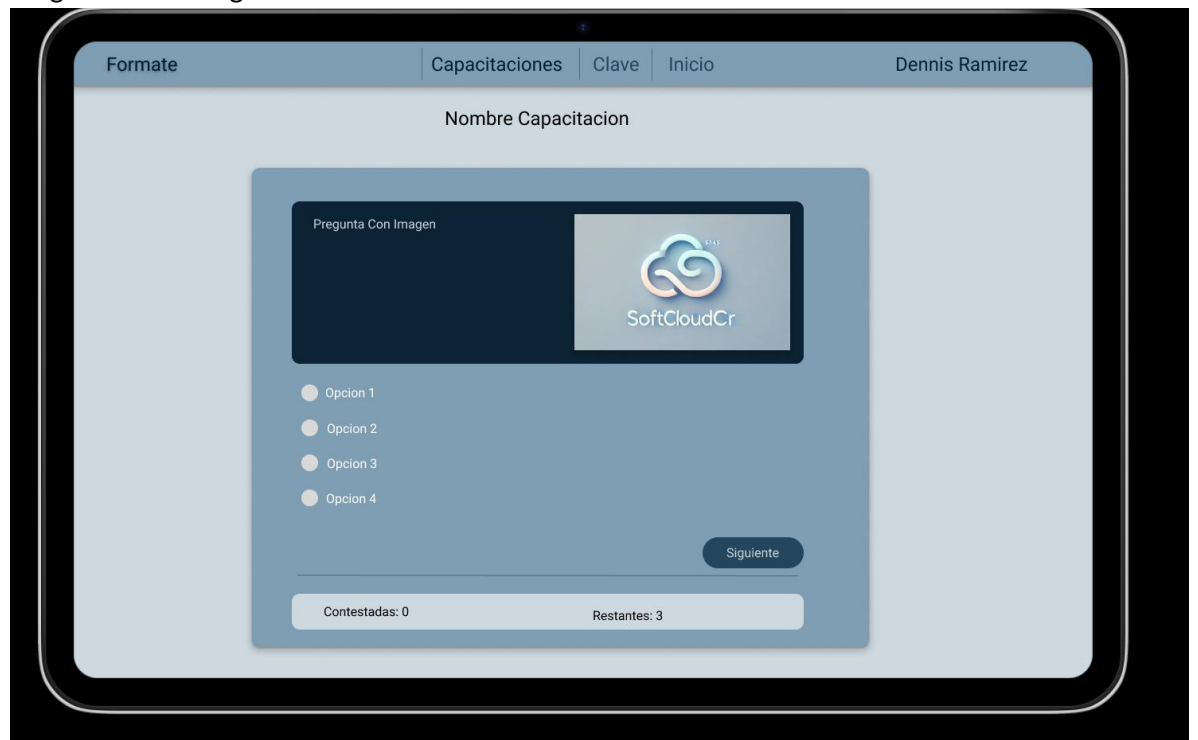 Formate
Capacitaciones
Clave
Inicio
Dennis Ramirez
Nombre Capacitacion
Pregunta Con Imagen
SoftCloudCr
Opcion 1
Opcion 2
Opcion 3
Opcion 4
Siguiente
Contestadas: 0
Restantes: 3